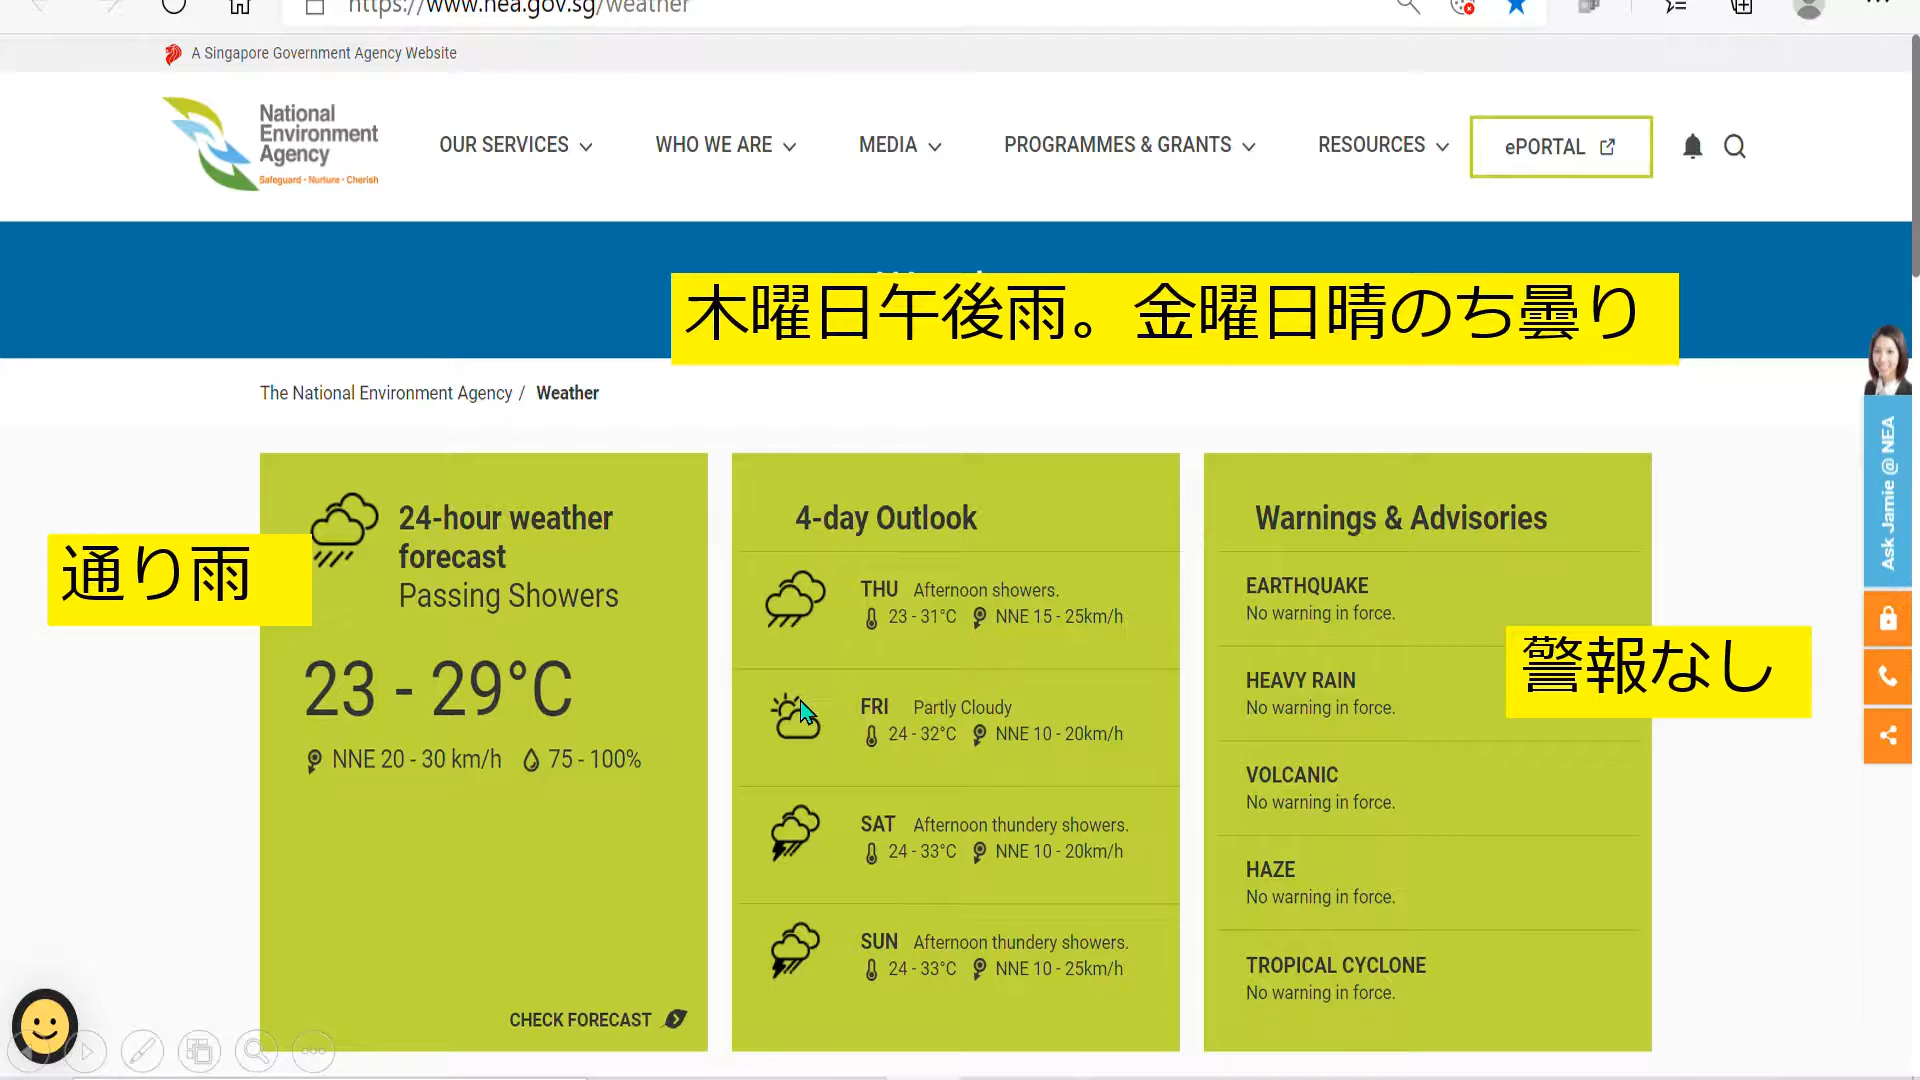 https://www.nea.gov.sg/weather
A Singapore Government Agency Website
National
Environment
Agency
Safeguard · Nurture · Cherish
OUR SERVICES
WHO WE ARE
MEDIA
PROGRAMMES & GRANTS
RESOURCES
ePORTAL
木曜日午後雨。金曜日晴のち曇り
The National Environment Agency / Weather
24-hour weather
forecast
Passing Showers
通り雨
23 - 29°C
NNE 20 - 30 km/h 75 - 100%
CHECK FORECAST
4-day Outlook
THU Afternoon showers.
23 - 31°C NNE 15 - 25km/h
FRI Partly Cloudy
24 - 32°C NNE 10 - 20km/h
SAT Afternoon thundery showers.
24 - 33°C NNE 10 - 20km/h
SUN Afternoon thundery showers.
24 - 33°C NNE 10 - 25km/h
Warnings & Advisories
EARTHQUAKE
No warning in force.
HEAVY RAIN
No warning in force.
警報なし
VOLCANIC
No warning in force.
HAZE
No warning in force.
TROPICAL CYCLONE
No warning in force.
Ask Jamie @ NEA